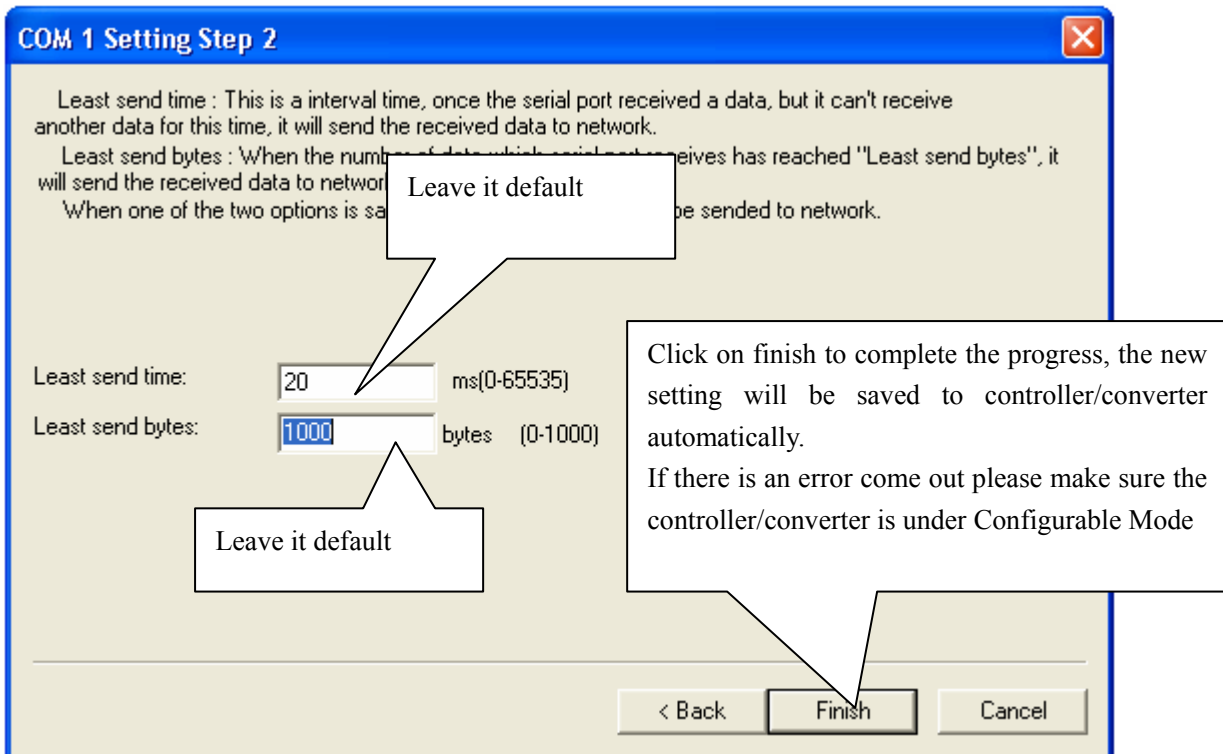 COM 1 Setting Step 2
Least send time : This is a interval time, once the serial port received a data, but it can't receive
another data for this time, it will send the received data to network.
Least send bytes : When the number of data which serial port receives has reached "Least send bytes", it
will send the received data to network
When one of the two options is sa
be sended to network.
Leave it default
Click on finish to complete the progress, the new
setting will be saved to controller/converter
automatically.
If there is an error come out please make sure the
controller/converter is under Configurable Mode
Least send time:
20
ms(0-65535)
Least send bytes:
1000
bytes (0-1000)
Leave it default
< Back
Finish
Cancel